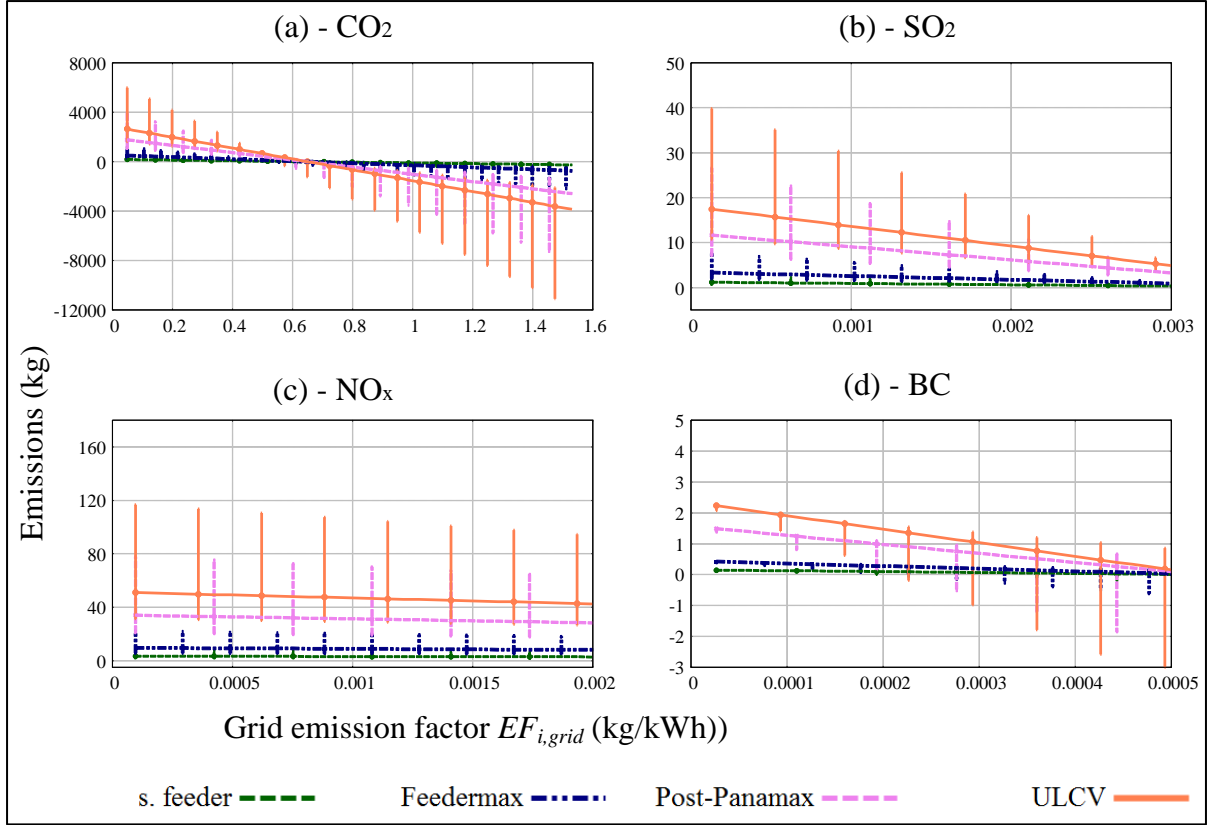 (a) - CO₂
(b) - SO₂
8000
4000
0
-4000
-8000
-12000
0 0.2 0.4 0.6 0.8 1 1.2 1.4 1.6
50
40
30
20
10
0
0 0.001 0.002 0.003
(c) - NOₓ
(d) - BC
160
120
80
40
0
0 0.0005 0.001 0.0015 0.002
5
4
3
2
1
0
-1
-2
-3
0 0.0001 0.0002 0.0003 0.0004 0.0005
Emissions (kg)
Grid emission factor EFi,grid (kg/kWh))
s. feeder Feedermax Post-Panamax ULCV